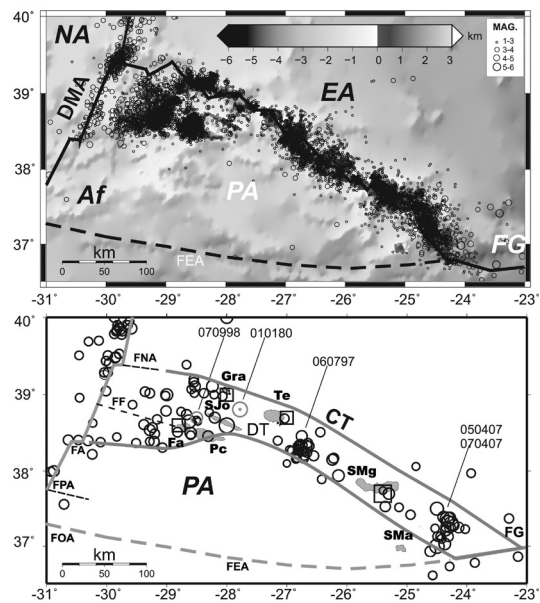 40° NA km MAG.
-6 -5 -4 -3 -2 -1 0 1 2 3
1-3
3-4
4-5
5-6
39° DMA EA
38° Af PA
37° FEA FG
km
0 50 100
-31 -30 -29 -28 -27 -26 -25 -24 -23
40° 070998 010180
FNA Gra 060797
39° FF SJo Te CT
Fa DT 050407
FA Pc 070407
38° FPA PA SMg
FOA SMa FG
37° km FEA
0 50 100
-31 -30 -29 -28 -27 -26 -25 -24 -23